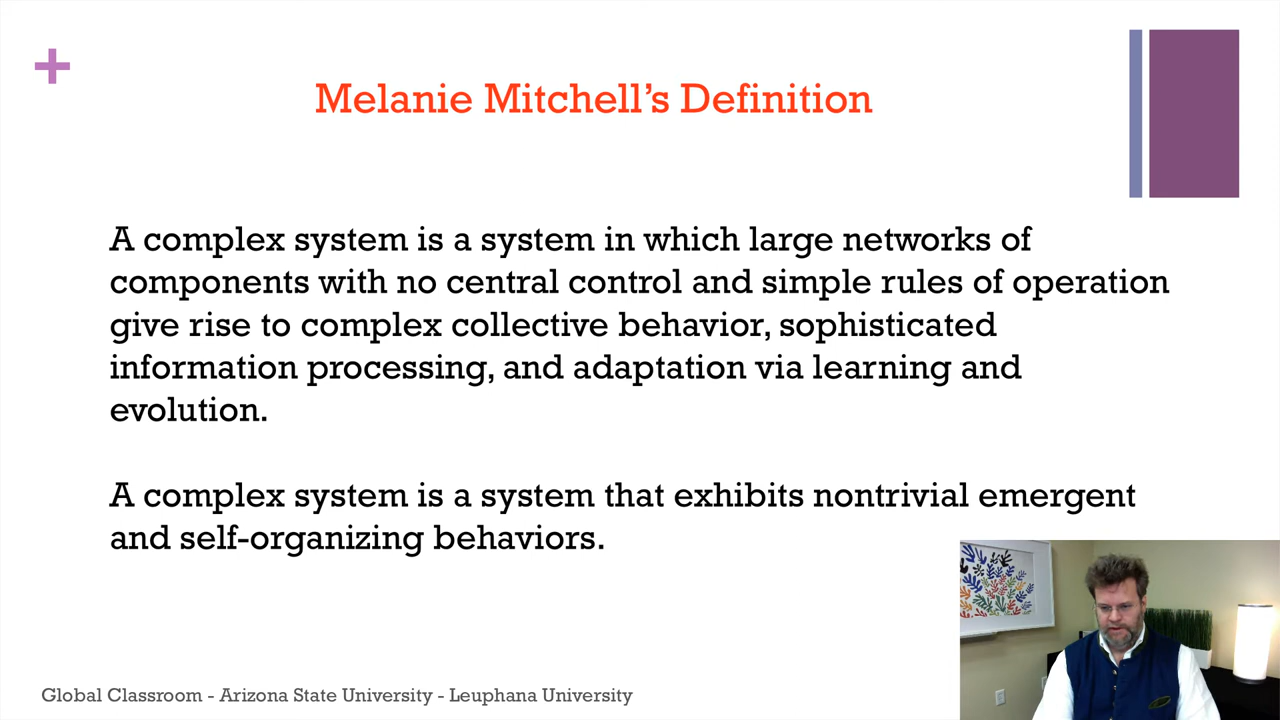 +
Melanie Mitchell’s Definition
A complex system is a system in which large networks of
components with no central control and simple rules of operation
give rise to complex collective behavior, sophisticated
information processing, and adaptation via learning and
evolution.
A complex system is a system that exhibits nontrivial emergent
and self-organizing behaviors.
Global Classroom - Arizona State University - Leuphana University